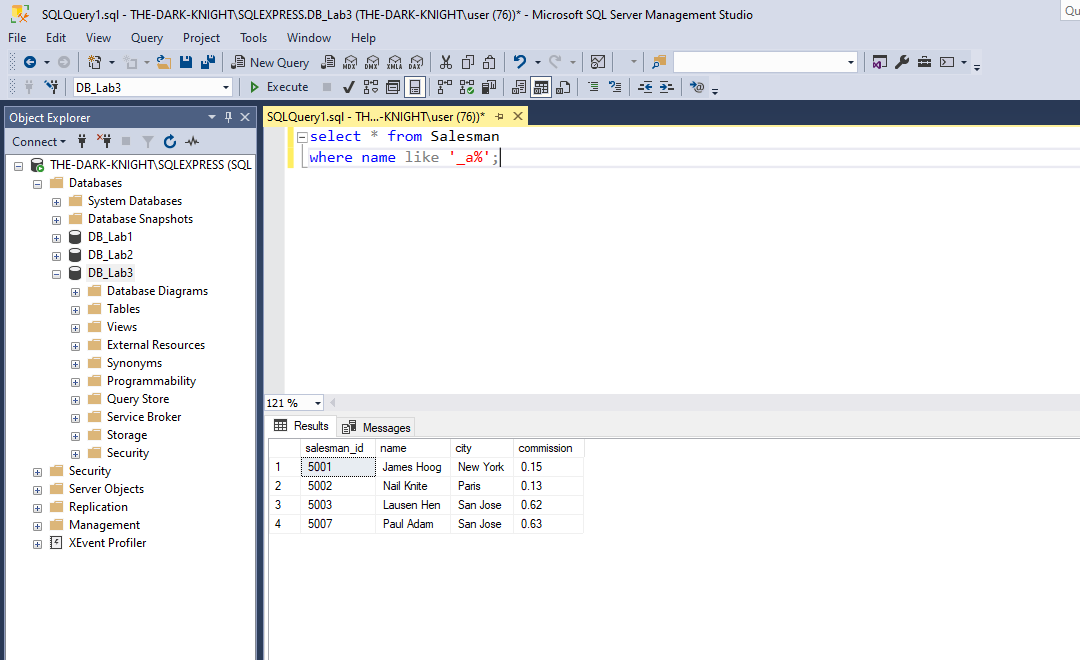 SQLQuery1.sql - THE-DARK-KNIGHT\SQLEXPRESS.DB_Lab3 (THE-DARK-KNIGHT\user (76))* - Microsoft SQL Server Management Studio
Qu
File Edit View Query Project Tools Window Help
New Query MDX DMX XMLA DAX
DB_Lab3 Execute
Object Explorer
SQLQuery1.sql - TH...-KNIGHT\user (76))*
Connect
THE-DARK-KNIGHT\SQLEXPRESS (SQL
Databases
System Databases
Database Snapshots
DB_Lab1
DB_Lab2
DB_Lab3
Database Diagrams
Tables
Views
External Resources
Synonyms
Programmability
Query Store
Service Broker
Storage
Security
Security
Server Objects
Replication
Management
XEvent Profiler
select * from Salesman
where name like '_a%';
121 %
Results Messages
salesman_id name city commission
1 5001 James Hoog New York 0.15
2 5002 Nail Knite Paris 0.13
3 5003 Lausen Hen San Jose 0.62
4 5007 Paul Adam San Jose 0.63